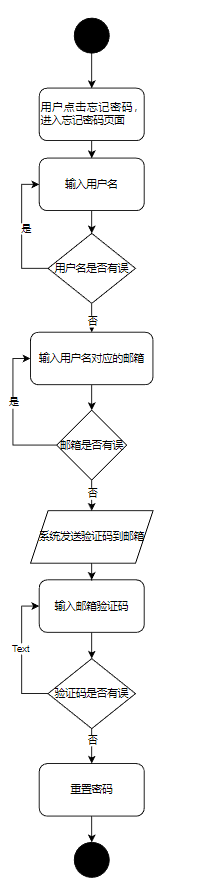 用户点击忘记密码，
进入忘记密码页面
输入用户名
是
用户名是否有误
否
输入用户名对应的邮箱
是
邮箱是否有误
否
系统发送验证码到邮箱
输入邮箱验证码
Text
验证码是否有误
否
重置密码